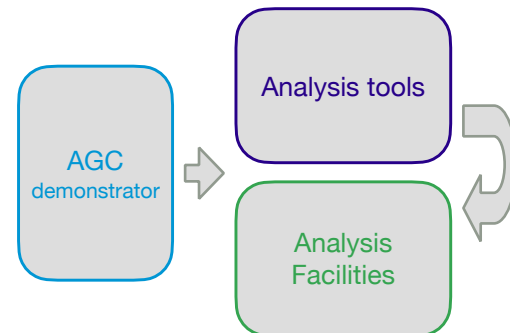 Analysis tools
AGC
demonstrator
Analysis
Facilities